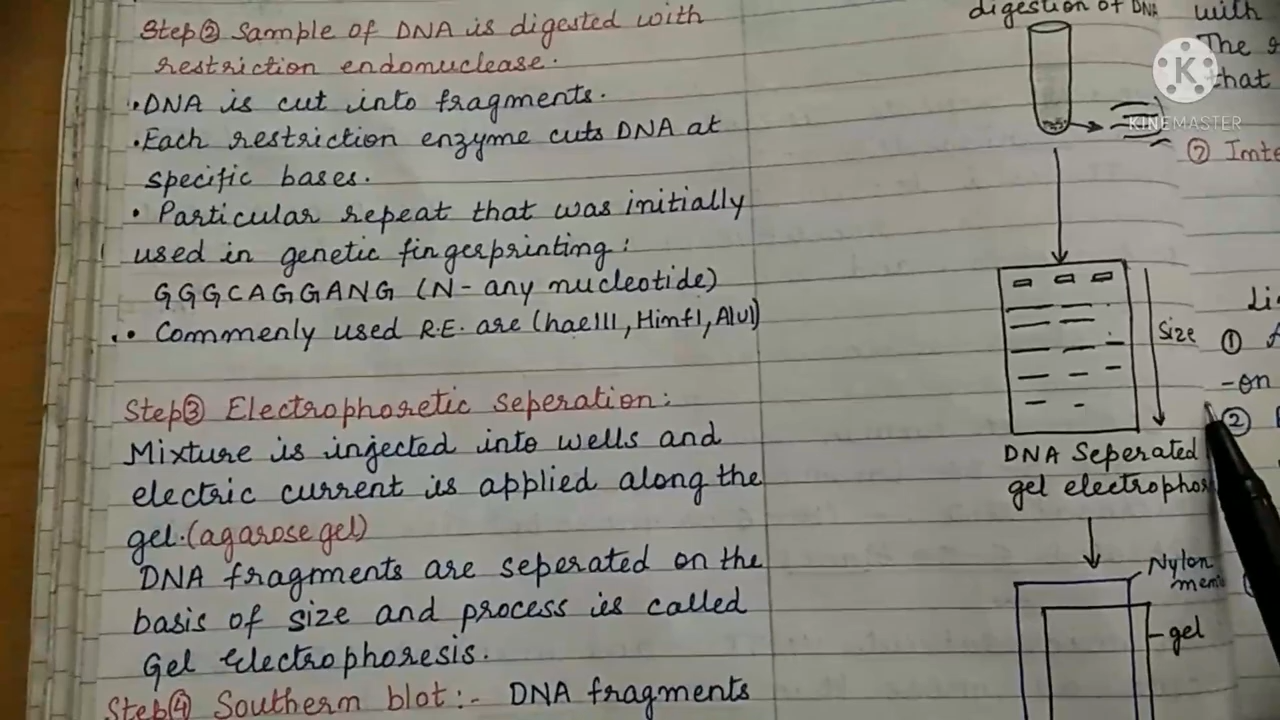 Step② Sample of DNA is digested with
restriction endonuclease.
•DNA is cut into fragments.
•Each restriction enzyme cuts DNA at
specific bases.
• Particular repeat that was initially
used in genetic fingerprinting:
GGGCAGGANG (N- any nucleotide)
• Commenly used R.E. are (haeIII, HinfI, AluI)
Step③ Electrophoretic seperation:
Mixture is injected into wells and
electric current is applied along the
gel.(agarose gel)
DNA fragments are seperated on the
basis of size and process is called
Gel electrophoresis.
Step④ Southern blot:- DNA fragments
digestion of DNA
Size
DNA Seperated
gel electrophor
Nylon
mem
gel
with
The
that
⑦ Inte
①
-on
②
K
KINEMASTER